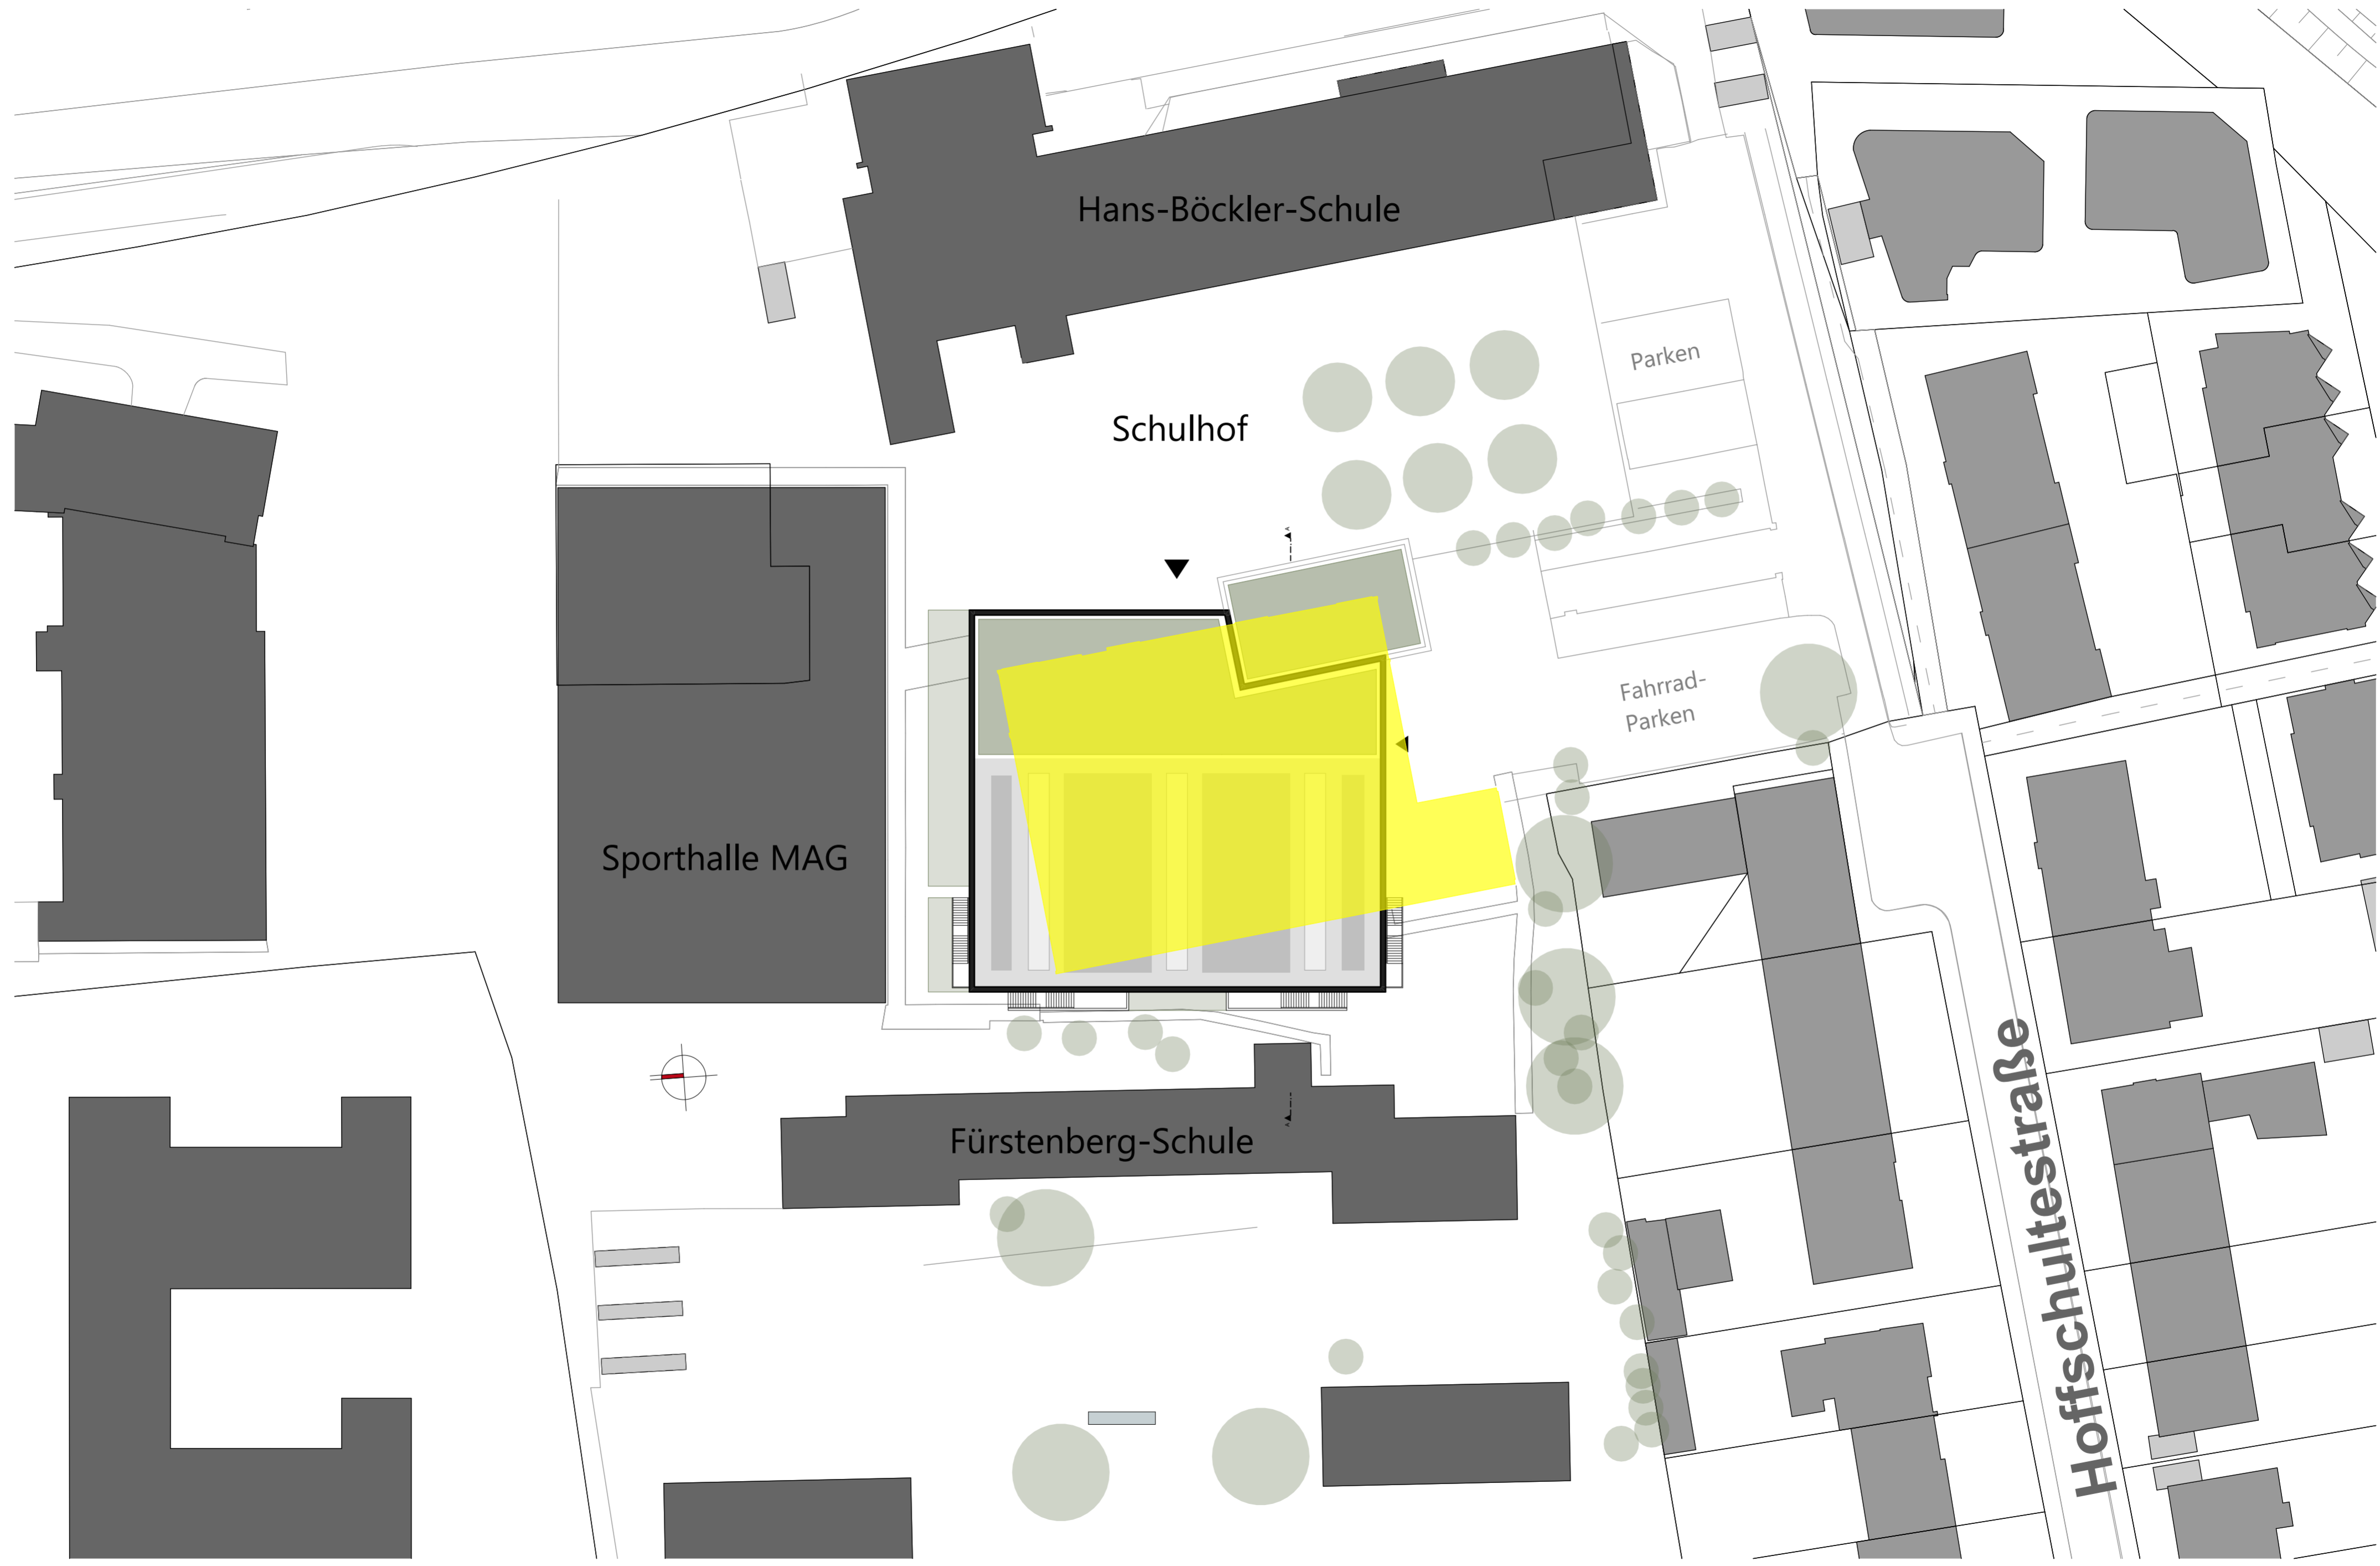 Hans-Böckler-Schule
Parken
Schulhof
Fahrrad-
Parken
Sporthalle MAG
Fürstenberg-Schule
Hoffschultestraße